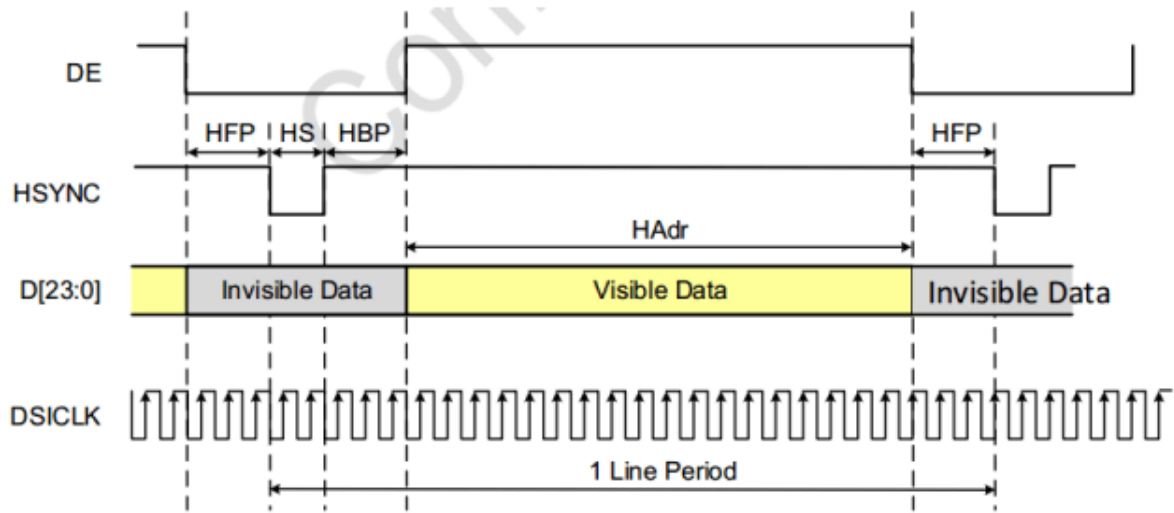 DE
HFP HS HBP HFP
HSYNC
HAdr
D[23:0] Invisible Data Visible Data Invisible Data
DSICLK
1 Line Period